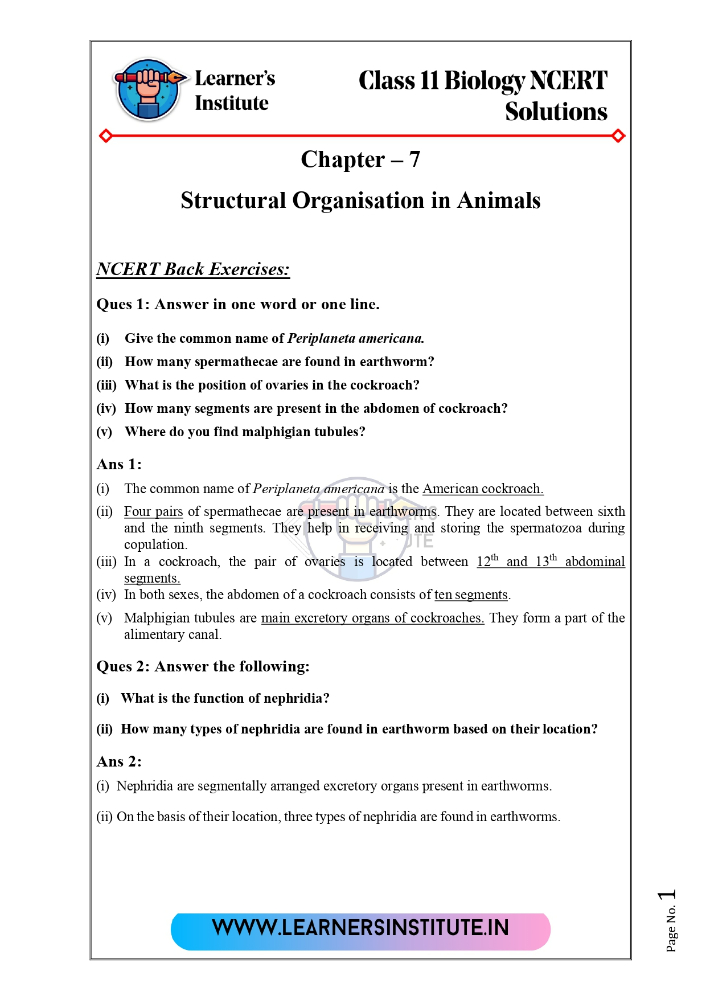 Learner's
Institute
Class 11 Biology NCERT
Solutions
Chapter – 7
Structural Organisation in Animals
NCERT Back Exercises:
Ques 1: Answer in one word or one line.
(i) Give the common name of Periplaneta americana.
(ii) How many spermathecae are found in earthworm?
(iii) What is the position of ovaries in the cockroach?
(iv) How many segments are present in the abdomen of cockroach?
(v) Where do you find malphigian tubules?
Ans 1:
(i) The common name of Periplaneta americana is the American cockroach.
(ii) Four pairs of spermathecae are present in earthworms. They are located between sixth
and the ninth segments. They help in receiving and storing the spermatozoa during
copulation.
(iii) In a cockroach, the pair of ovaries is located between 12th and 13th abdominal
segments.
(iv) In both sexes, the abdomen of a cockroach consists of ten segments.
(v) Malphigian tubules are main excretory organs of cockroaches. They form a part of the
alimentary canal.
Ques 2: Answer the following:
(i) What is the function of nephridia?
(ii) How many types of nephridia are found in earthworm based on their location?
Ans 2:
(i) Nephridia are segmentally arranged excretory organs present in earthworms.
(ii) On the basis of their location, three types of nephridia are found in earthworms.
WWW.LEARNERSINSTITUTE.IN
Page No. 1